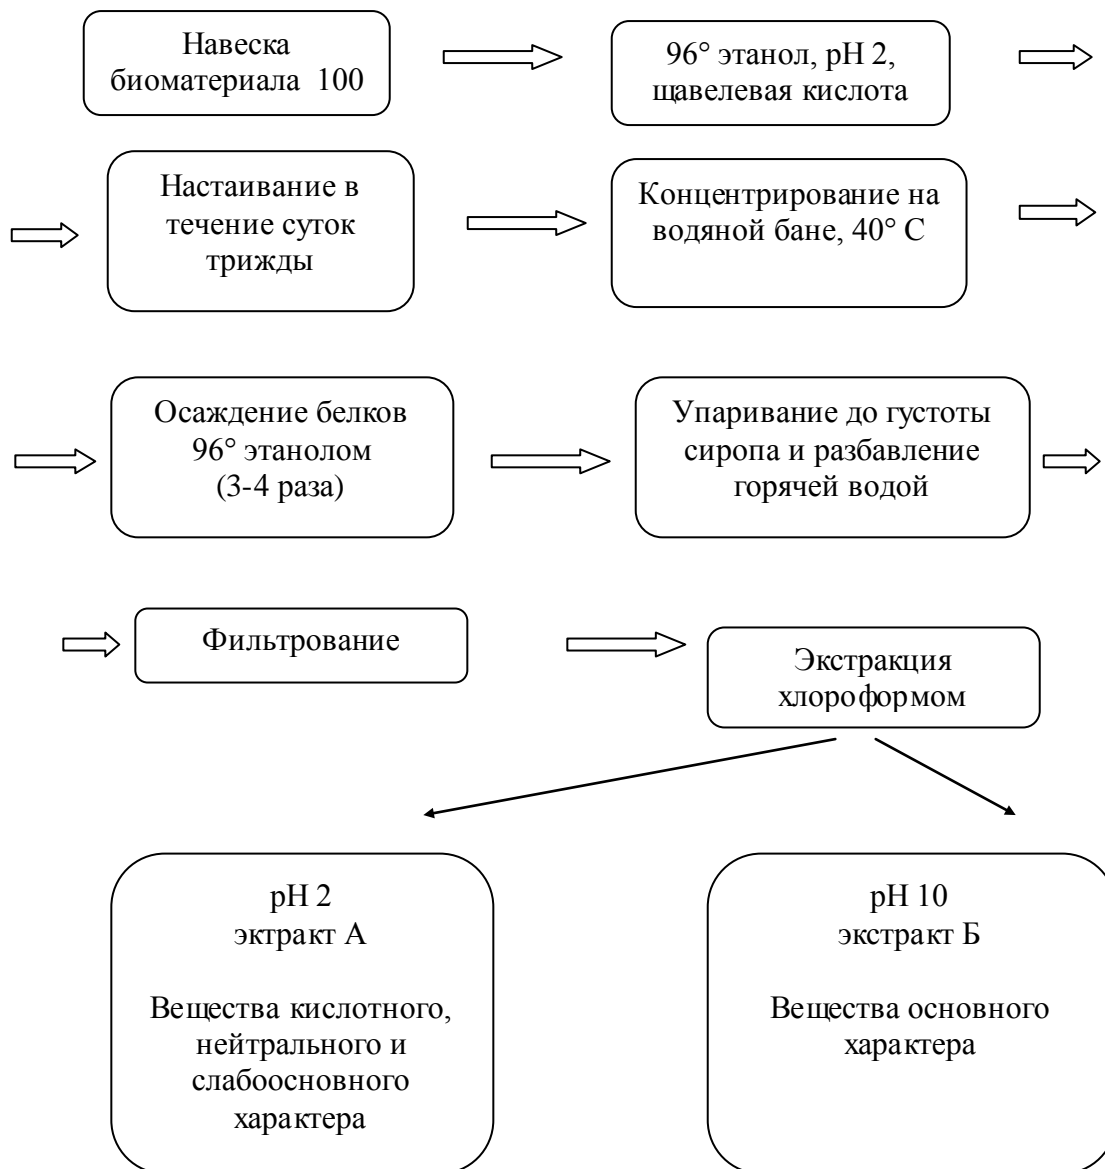 Навеска
биоматериала 100
96° этанол, pH 2,
щавелевая кислота
Настаивание в
течение суток
трижды
Концентрирование на
водяной бане, 40° С
Осаждение белков
96° этанолом
(3-4 раза)
Упаривание до густоты
сиропа и разбавление
горячей водой
Фильтрование
Экстракция
хлороформом
pH 2
эктракт А
Вещества кислотного,
нейтрального и
слабоосновного
характера
pH 10
экстракт Б
Вещества основного
характера